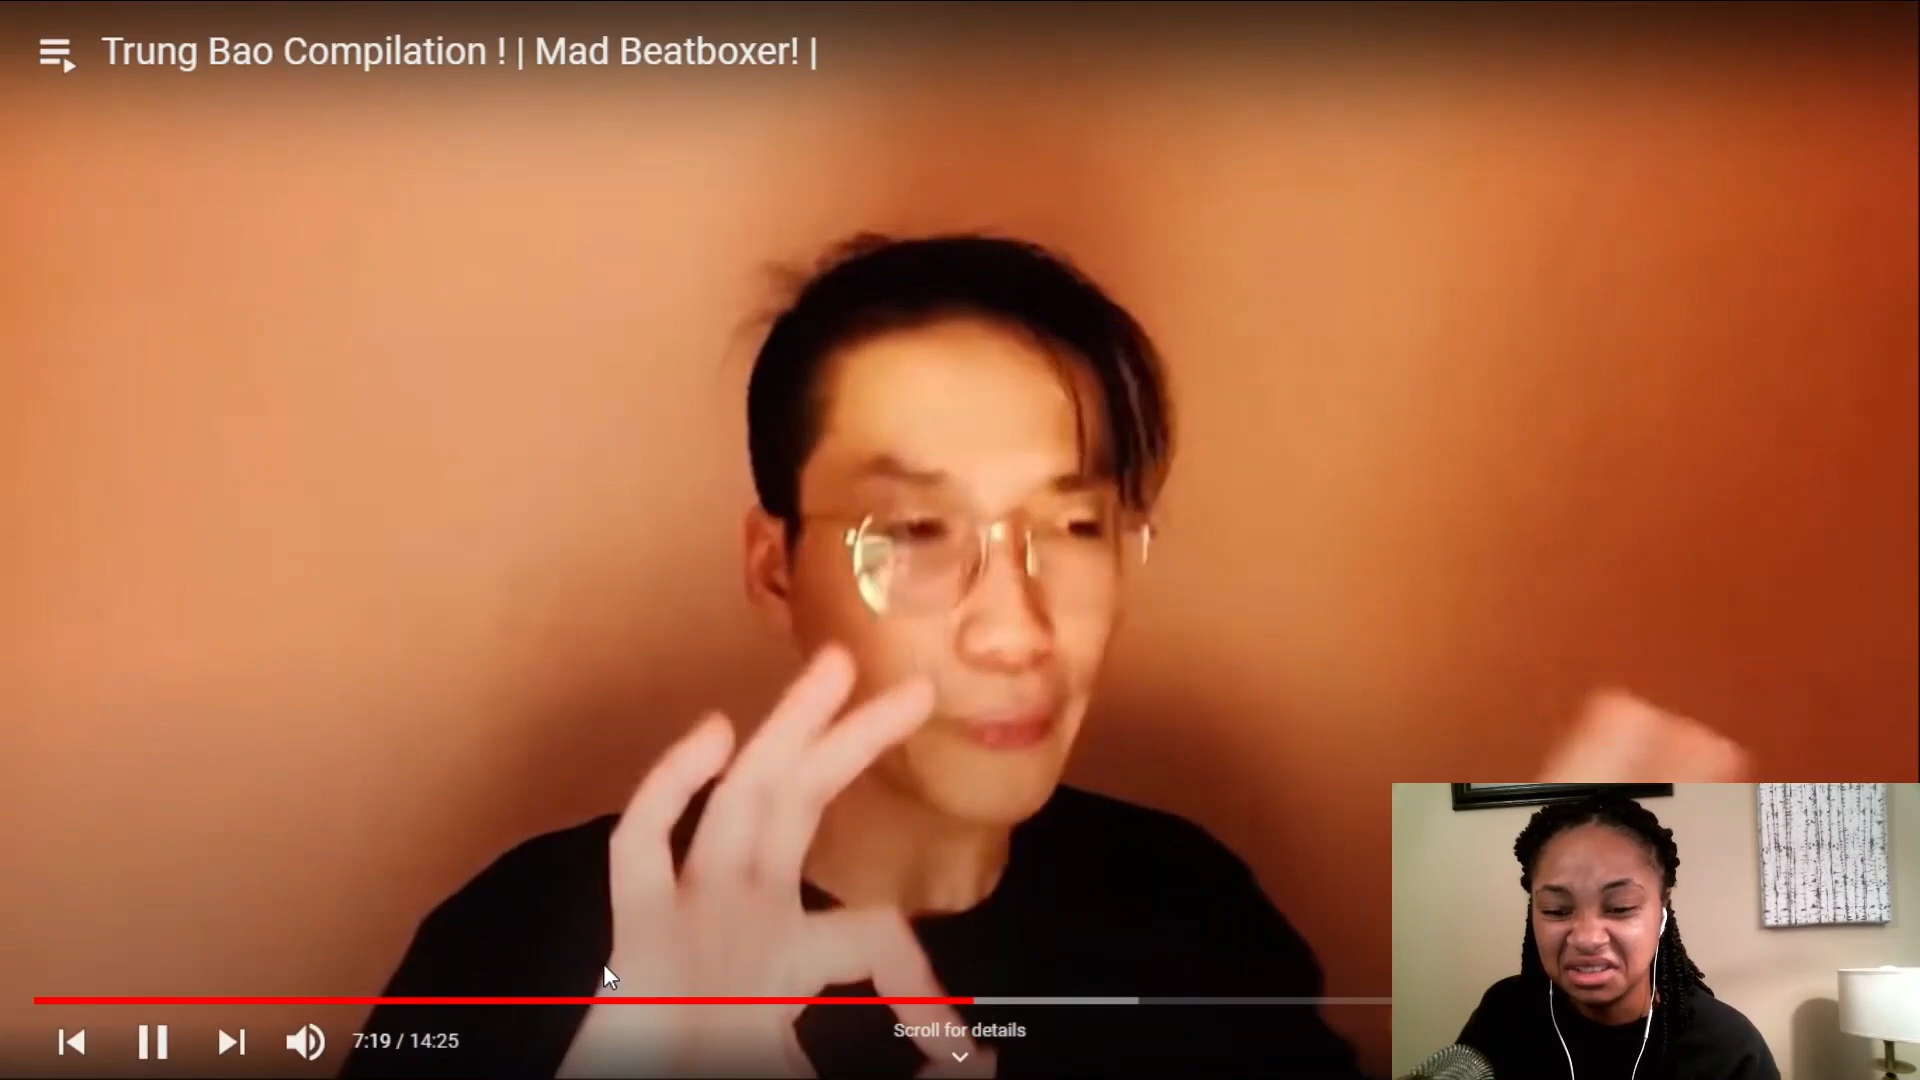 Trung Bao Compilation ! | Mad Beatboxer! |
Scroll for details
7:19 / 14:25